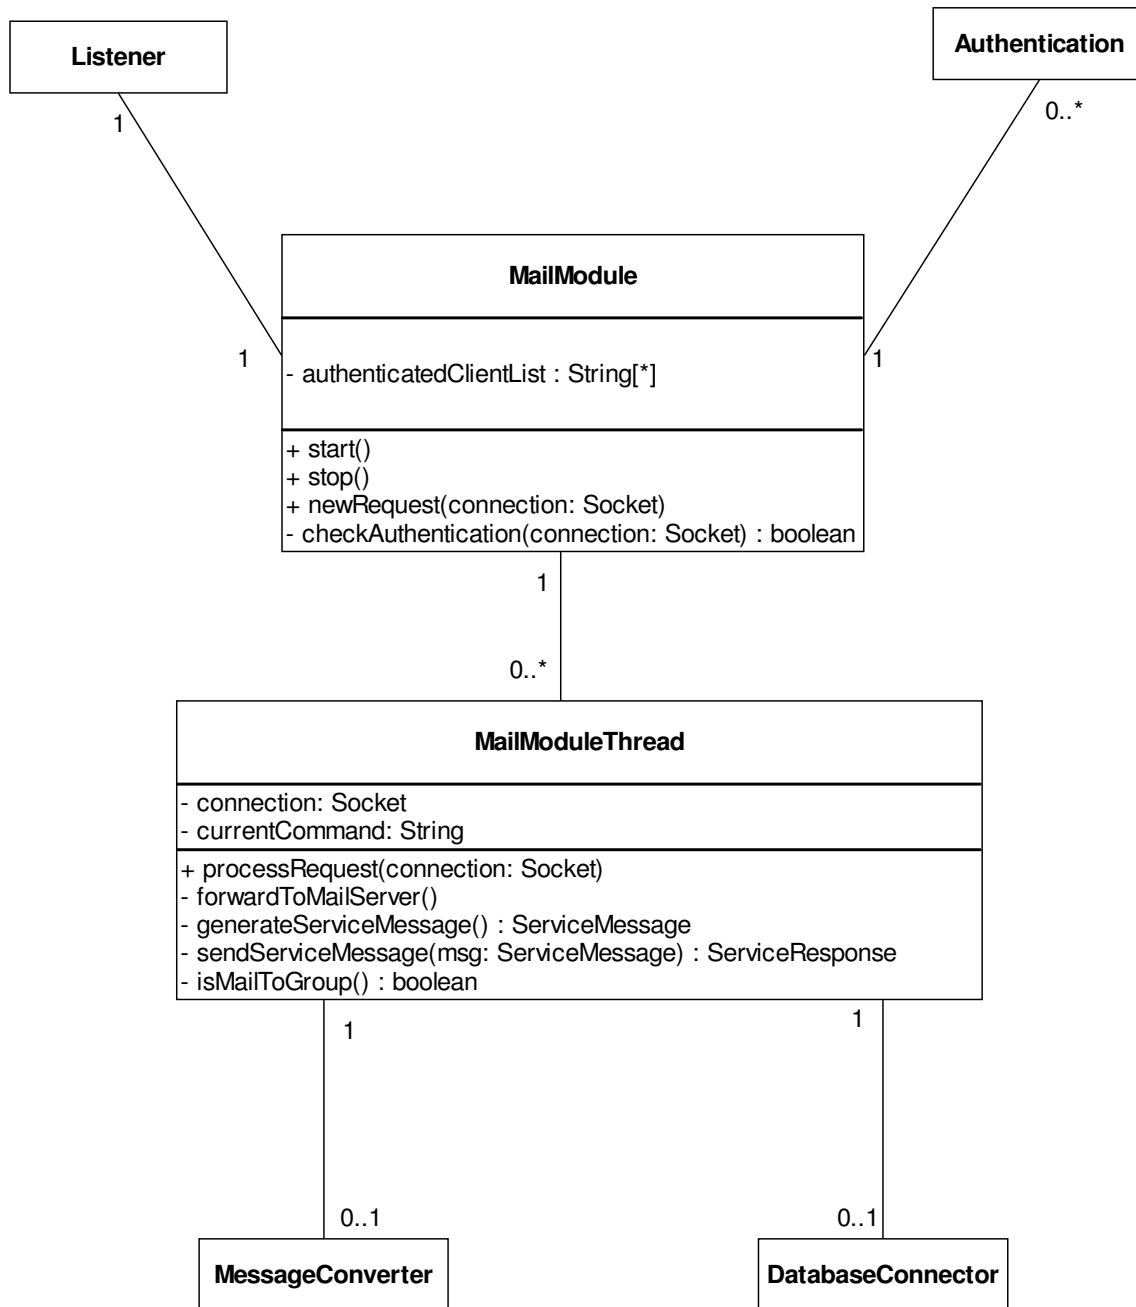 Listener
Authentication
1
0..*
MailModule
1
1
- authenticatedClientList : String[*]
+ start()
+ stop()
+ newRequest(connection: Socket)
- checkAuthentication(connection: Socket) : boolean
1
0..*
MailModuleThread
- connection: Socket
- currentCommand: String
+ processRequest(connection: Socket)
- forwardToMailServer()
- generateServiceMessage() : ServiceMessage
- sendServiceMessage(msg: ServiceMessage) : ServiceResponse
- isMailToGroup() : boolean
1
1
0..1
0..1
MessageConverter
DatabaseConnector